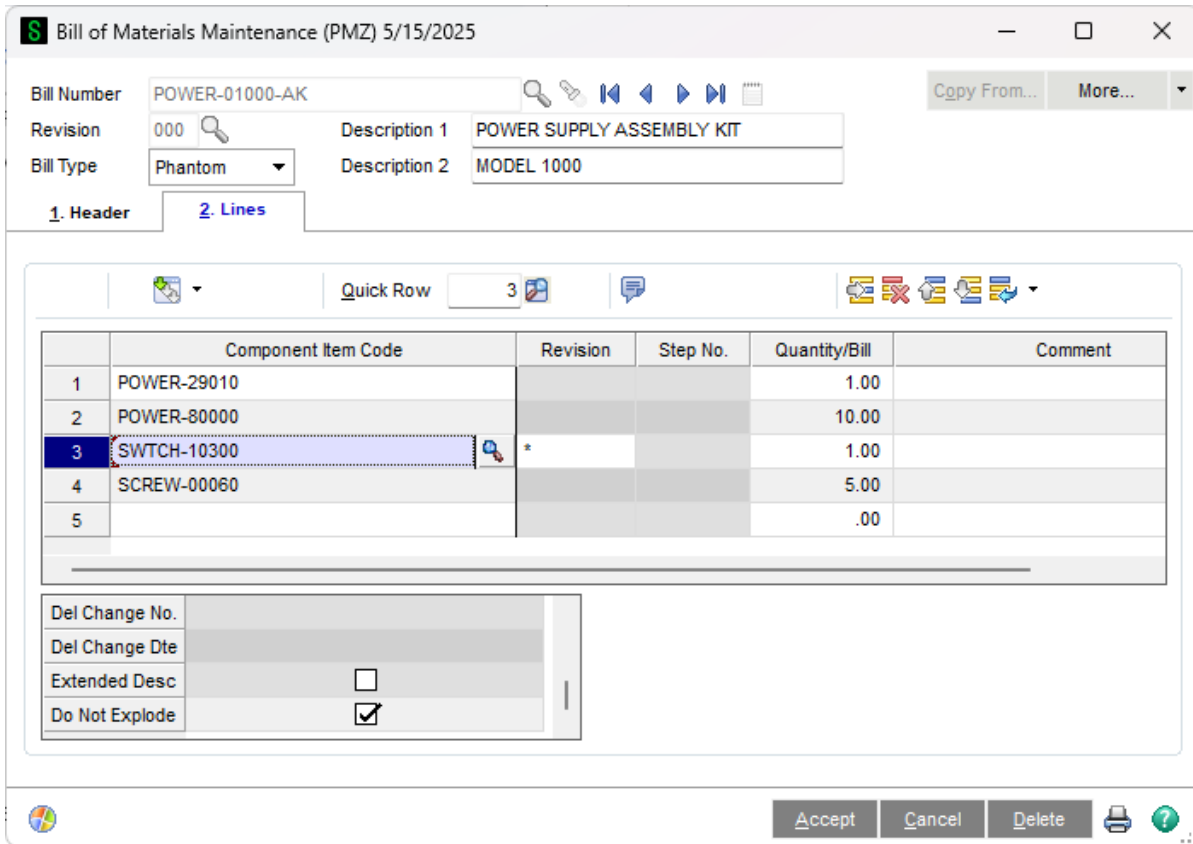 S Bill of Materials Maintenance (PMZ) 5/15/2025
Bill Number POWER-01000-AK Copy From... More...
Revision 000 Description 1 POWER SUPPLY ASSEMBLY KIT
Bill Type Phantom Description 2 MODEL 1000
1. Header 2. Lines
Quick Row 3
Component Item Code Revision Step No. Quantity/Bill Comment
1 POWER-29010 1.00
2 POWER-80000 10.00
3 SWTCH-10300 * 1.00
4 SCREW-00060 5.00
5 .00
Del Change No.
Del Change Dte
Extended Desc
Do Not Explode
Accept Cancel Delete ?